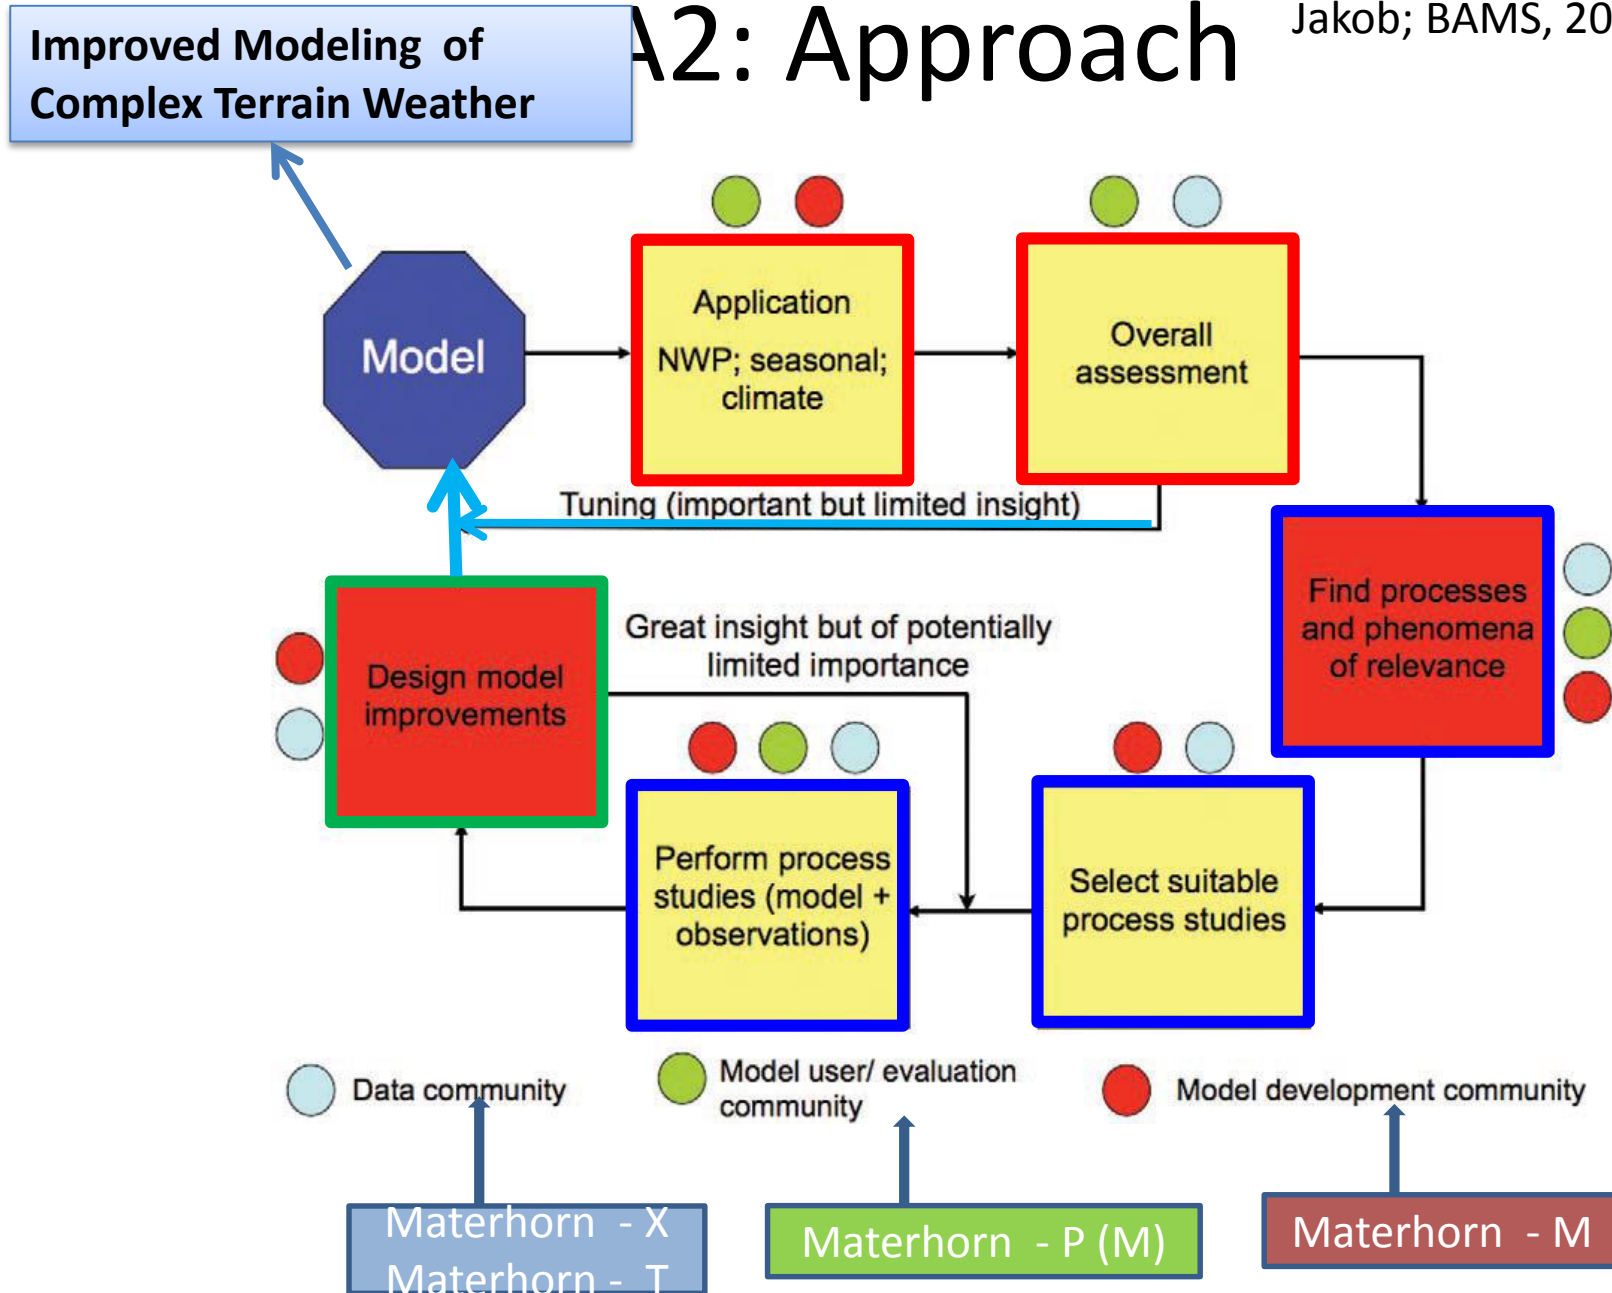 Improved Modeling of
Complex Terrain Weather
A2: Approach
Jakob; BAMS, 20
Model
Application
NWP; seasonal;
climate
Overall
assessment
Tuning (important but limited insight)
Find processes
and phenomena
of relevance
Great insight but of potentially
limited importance
Design model
improvements
Perform process
studies (model +
observations)
Select suitable
process studies
Data community
Model user/ evaluation
community
Model development community
Materhorn - X
Materhorn - T
Materhorn - P (M)
Materhorn - M